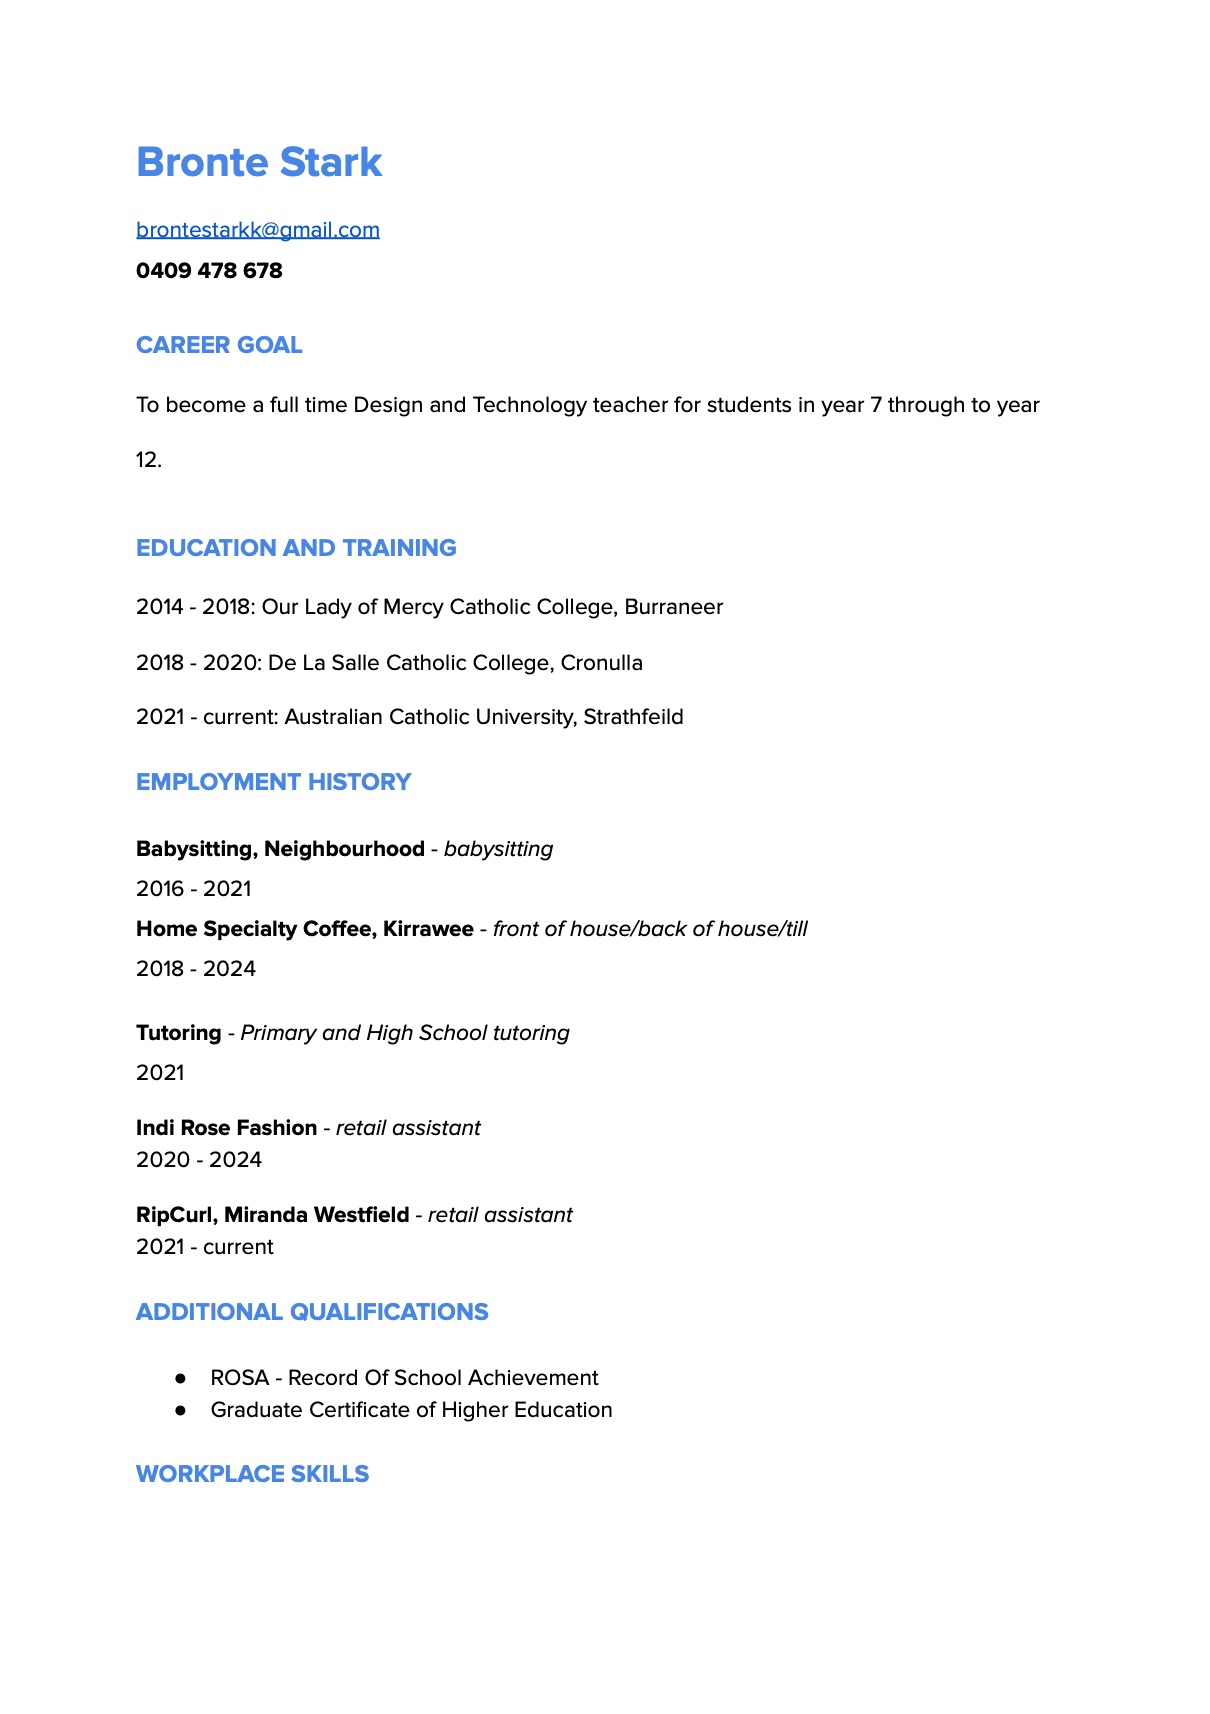 Bronte Stark
brontestarkk@gmail.com
0409 478 678
CAREER GOAL
To become a full time Design and Technology teacher for students in year 7 through to year
12.
EDUCATION AND TRAINING
2014 - 2018: Our Lady of Mercy Catholic College, Burraneer
2018 - 2020: De La Salle Catholic College, Cronulla
2021 - current: Australian Catholic University, Strathfeild
EMPLOYMENT HISTORY
Babysitting, Neighbourhood - babysitting
2016 - 2021
Home Specialty Coffee, Kirrawee - front of house/back of house/till
2018 - 2024
Tutoring - Primary and High School tutoring
2021
Indi Rose Fashion - retail assistant
2020 - 2024
RipCurl, Miranda Westfield - retail assistant
2021 - current
ADDITIONAL QUALIFICATIONS
● ROSA - Record Of School Achievement
● Graduate Certificate of Higher Education
WORKPLACE SKILLS